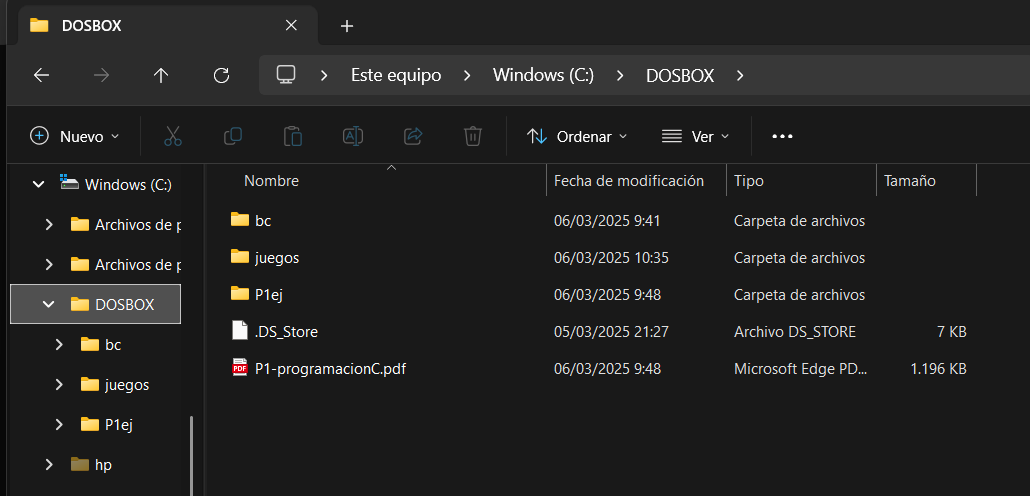 DOSBOX
Este equipo > Windows (C:) > DOSBOX >
Nuevo Ordenar Ver
Windows (C:)
Archivos de p
Archivos de p
DOSBOX
bc
juegos
P1ej
hp
Nombre Fecha de modificación Tipo Tamaño
bc 06/03/2025 9:41 Carpeta de archivos
juegos 06/03/2025 10:35 Carpeta de archivos
P1ej 06/03/2025 9:48 Carpeta de archivos
.DS_Store 05/03/2025 21:27 Archivo DS_STORE 7 KB
PDF P1-programacionC.pdf 06/03/2025 9:48 Microsoft Edge PD... 1.196 KB